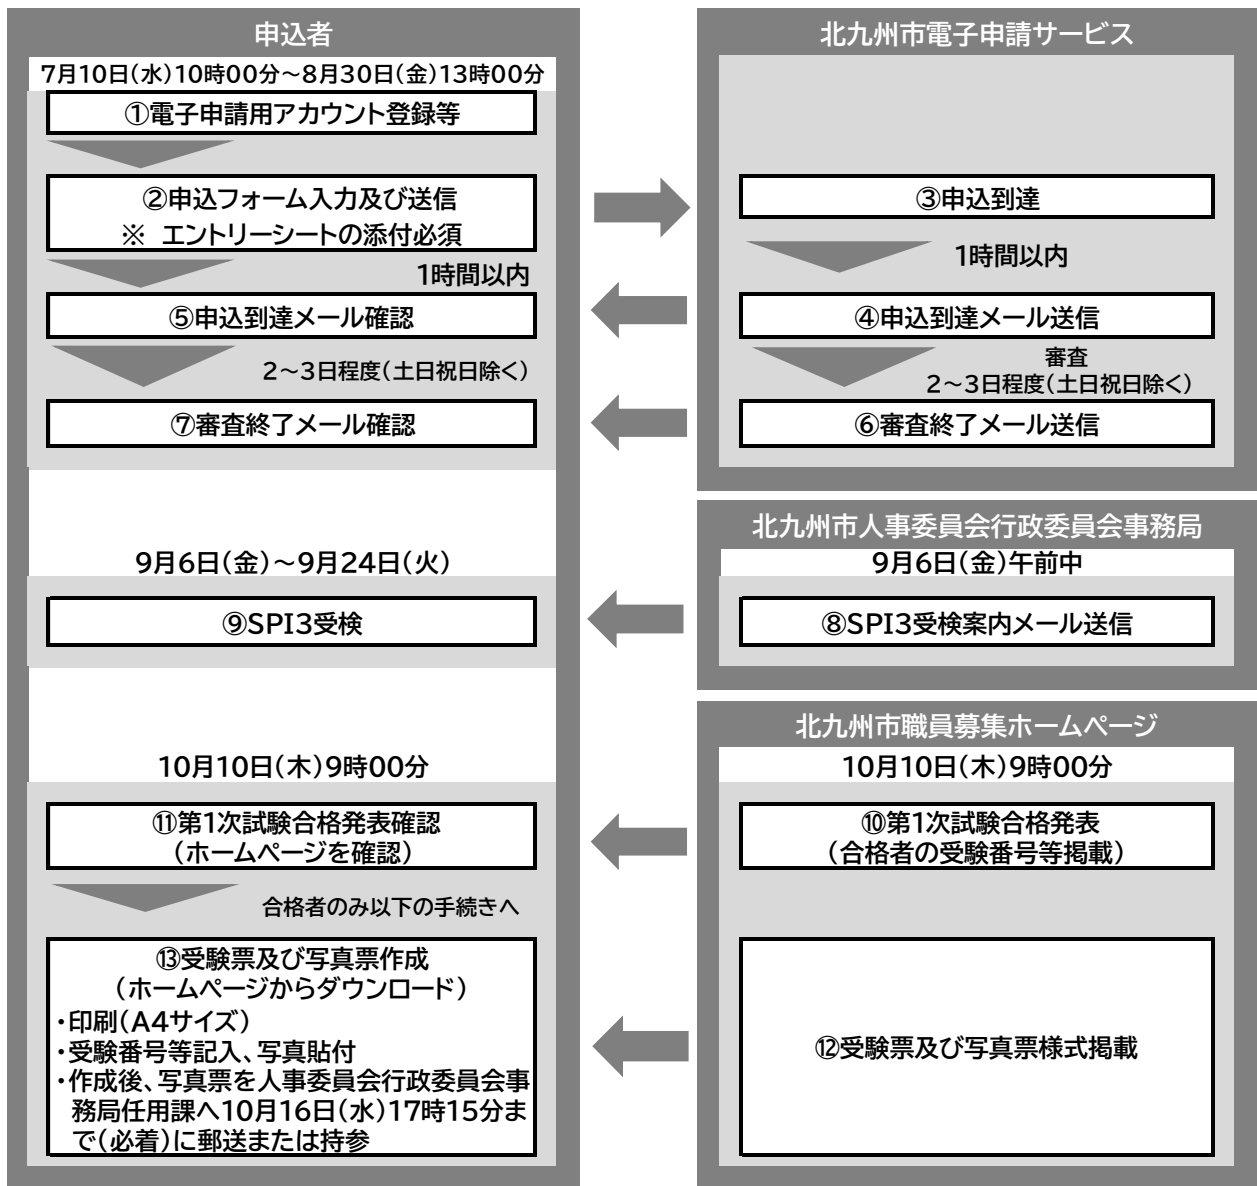 申込者
7月10日(水)10時00分～8月30日(金)13時00分
①電子申請用アカウント登録等
②申込フォーム入力及び送信
※　エントリーシートの添付必須
1時間以内
⑤申込到達メール確認
2～3日程度(土日祝日除く)
⑦審査終了メール確認
9月6日(金)～9月24日(火)
⑨SPI3受検
10月10日(木)9時00分
⑪第1次試験合格発表確認
(ホームページを確認)
合格者のみ以下の手続きへ
⑬受験票及び写真票作成
(ホームページからダウンロード)
・印刷(A4サイズ)
・受験番号等記入、写真貼付
・作成後、写真票を人事委員会行政委員会事
務局任用課へ10月16日(水)17時15分ま
で(必着)に郵送または持参
北九州市電子申請サービス
③申込到達
1時間以内
④申込到達メール送信
審査
2～3日程度(土日祝日除く)
⑥審査終了メール送信
北九州市人事委員会行政委員会事務局
9月6日(金)午前中
⑧SPI3受検案内メール送信
北九州市職員募集ホームページ
10月10日(木)9時00分
⑩第1次試験合格発表
(合格者の受験番号等掲載)
⑫受験票及び写真票様式掲載